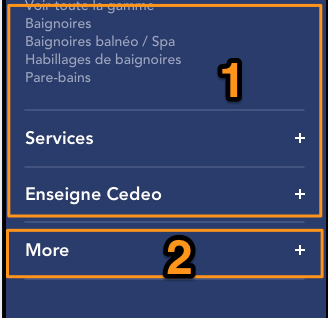 Voir toute la gamme
Baignoires
Baignoires balnéo / Spa
Habillages de baignoires
Pare-bains
1
Services +
Enseigne Cedeo +
More +
2